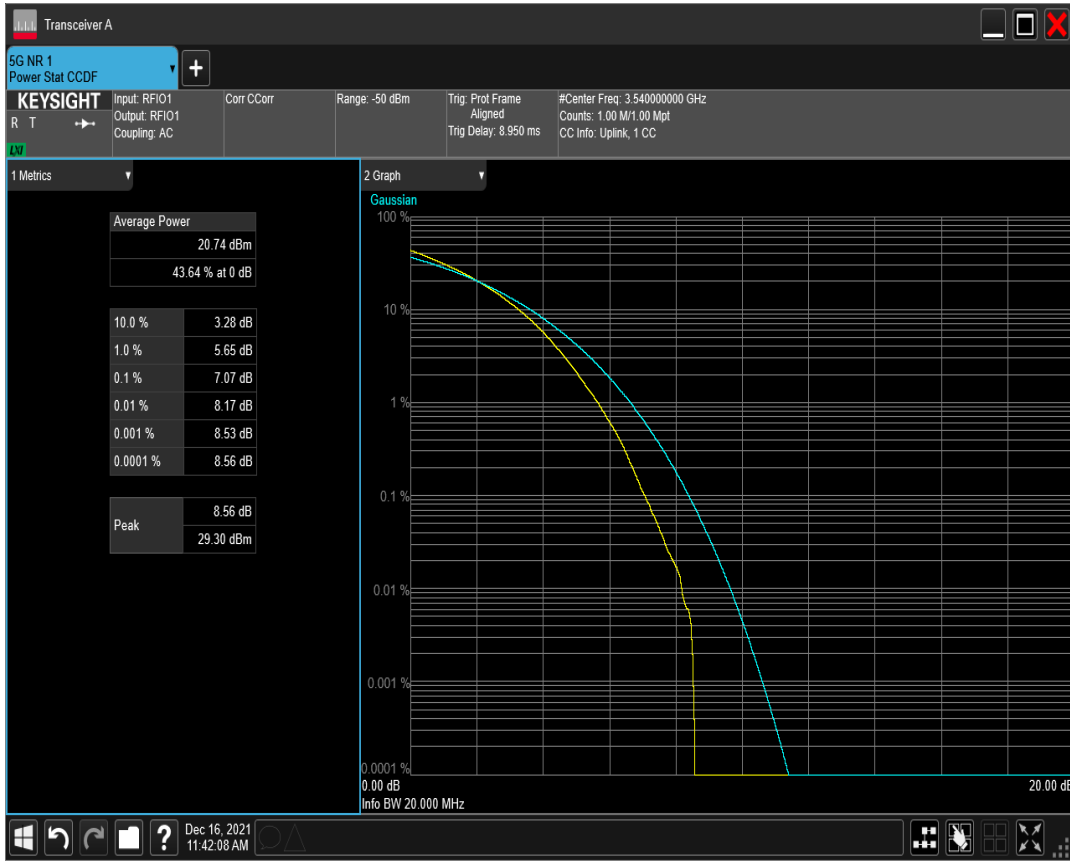 Transceiver A
5G NR 1
Power Stat CCDF
+
KEYSIGHT
R T
LXI
Input: RFIO1
Output: RFIO1
Coupling: AC
Corr CCorr
Range: -50 dBm
Trig: Prot Frame
Aligned
Trig Delay: 8.950 ms
#Center Freq: 3.540000000 GHz
Counts: 1.00 M/1.00 Mpt
CC Info: Uplink, 1 CC
1 Metrics
Average Power
20.74 dBm
43.64 % at 0 dB
10.0 % 3.28 dB
1.0 % 5.65 dB
0.1 % 7.07 dB
0.01 % 8.17 dB
0.001 % 8.53 dB
0.0001 % 8.56 dB
Peak
8.56 dB
29.30 dBm
2 Graph
Gaussian
100 %
10 %
1 %
0.1 %
0.01 %
0.001 %
0.0001 %
0.00 dB
20.00 dB
Info BW 20.000 MHz
?
Dec 16, 2021
11:42:08 AM